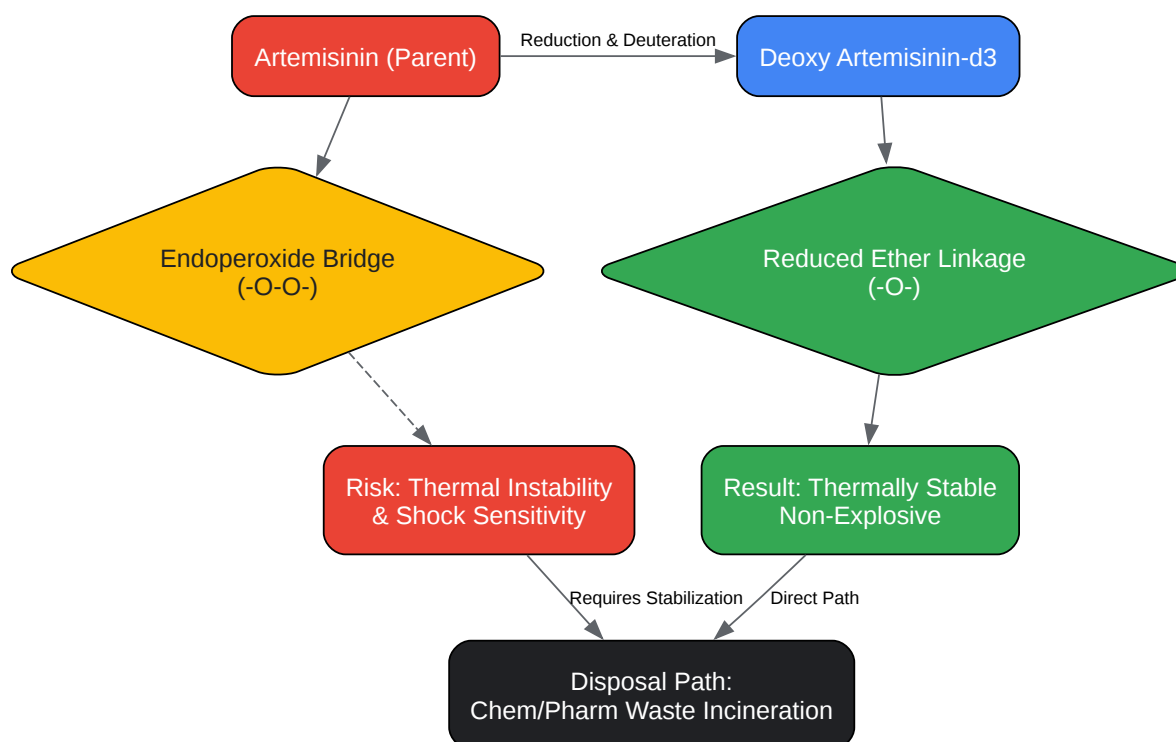 Artemisinin (Parent)
Reduction & Deuteration
Deoxy Artemisinin-d3
Endoperoxide Bridge
(-O-O-)
Reduced Ether Linkage
(-O-)
Risk: Thermal Instability
& Shock Sensitivity
Result: Thermally Stable
Non-Explosive
Requires Stabilization
Direct Path
Disposal Path:
Chem/Pharm Waste Incineration